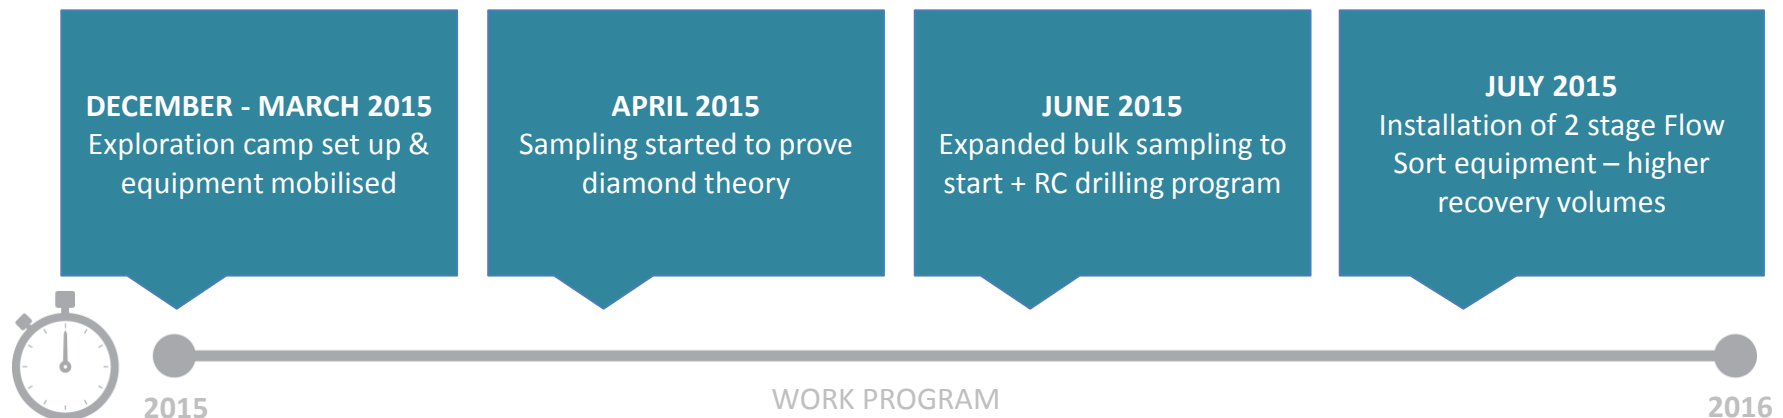 DECEMBER - MARCH 2015
Exploration camp set up &
equipment mobilised
APRIL 2015
Sampling started to prove
diamond theory
JUNE 2015
Expanded bulk sampling to
start + RC drilling program
JULY 2015
Installation of 2 stage Flow
Sort equipment – higher
recovery volumes
2015
WORK PROGRAM
2016